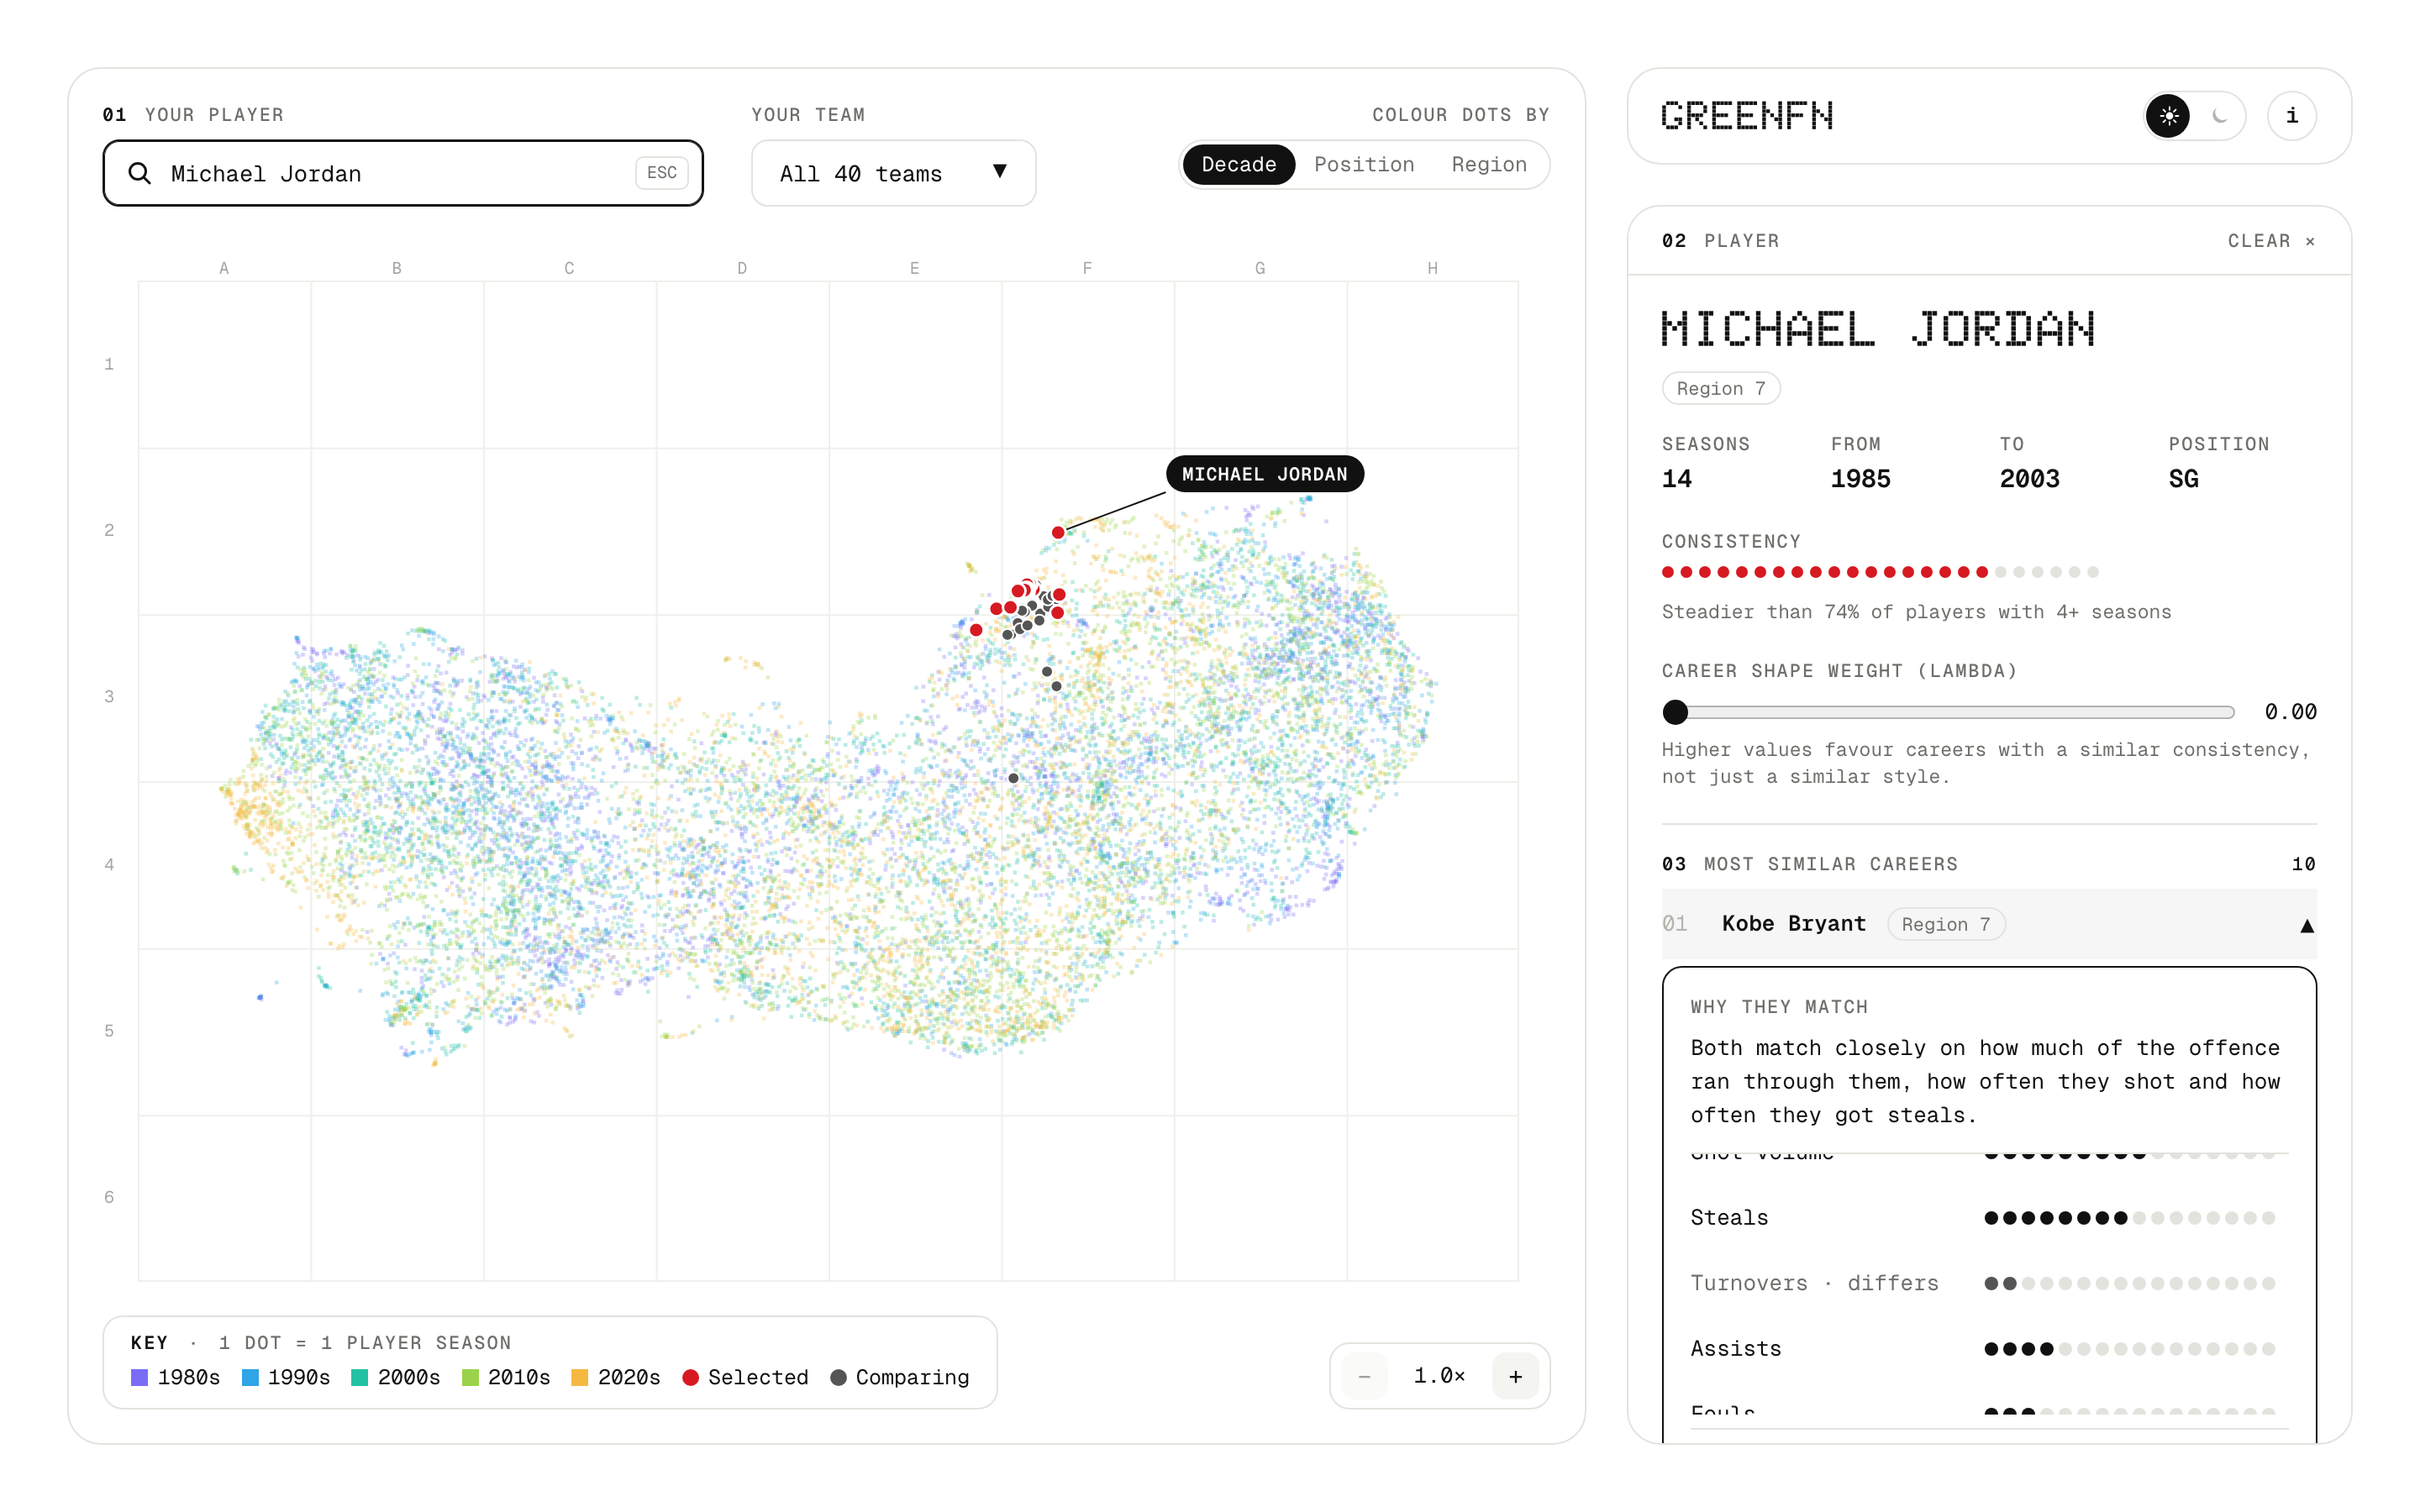 01 YOUR PLAYER
Michael Jordan ESC
YOUR TEAM
All 40 teams ▼
COLOUR DOTS BY
Decade Position Region
A B C D E F G H
1
2
3
4
5
6
MICHAEL JORDAN
KEY · 1 DOT = 1 PLAYER SEASON
1980s 1990s 2000s 2010s 2020s Selected Comparing
− 1.0× +
GREENFN
i
02 PLAYER CLEAR ×
MICHAEL JORDAN
Region 7
SEASONS FROM TO POSITION
14 1985 2003 SG
CONSISTENCY
Steadier than 74% of players with 4+ seasons
CAREER SHAPE WEIGHT (LAMBDA)
0.00
Higher values favour careers with a similar consistency,
not just a similar style.
03 MOST SIMILAR CAREERS 10
01 Kobe Bryant Region 7 ▲
WHY THEY MATCH
Both match closely on how much of the offence
ran through them, how often they shot and how
often they got steals.
Shot volume
Steals
Turnovers · differs
Assists
Fouls